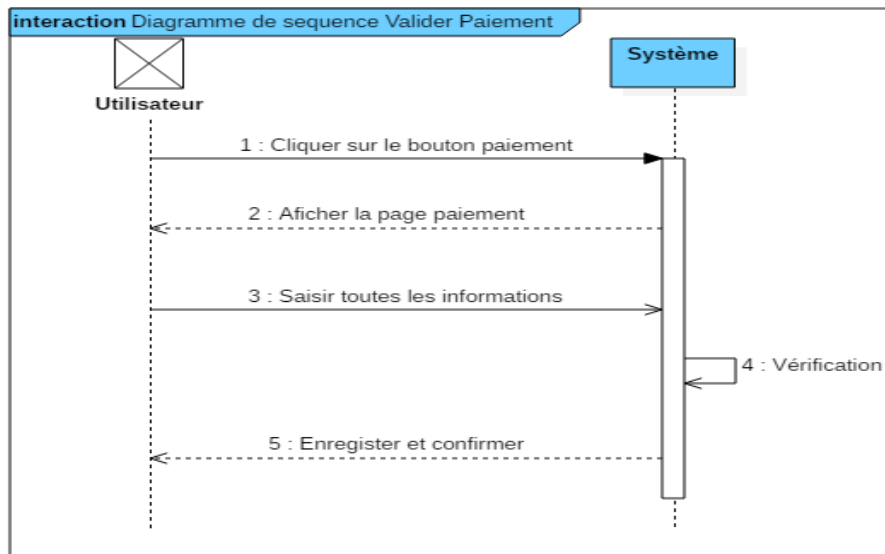 interaction Diagramme de sequence Valider Paiement
Système
Utilisateur
1 : Cliquer sur le bouton paiement
2 : Aficher la page paiement
3 : Saisir toutes les informations
4 : Vérification
5 : Enregister et confirmer